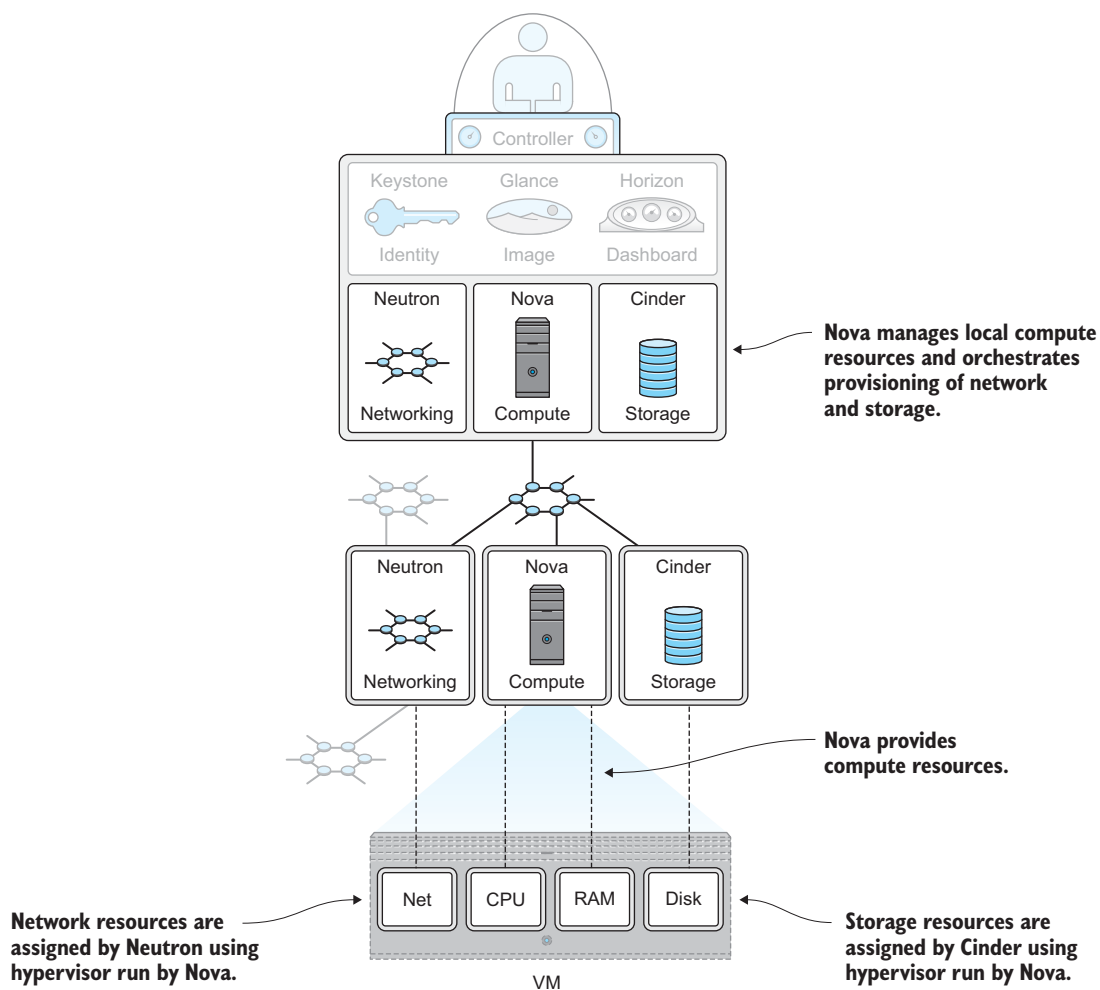 Controller
Keystone Glance Horizon
Identity Image Dashboard
Neutron Nova Cinder
Networking Compute Storage
Nova manages local compute
resources and orchestrates
provisioning of network
and storage.
Neutron Nova Cinder
Networking Compute Storage
Nova provides
compute resources.
Net CPU RAM Disk
Network resources are
assigned by Neutron using
hypervisor run by Nova.
Storage resources are
assigned by Cinder using
hypervisor run by Nova.
VM